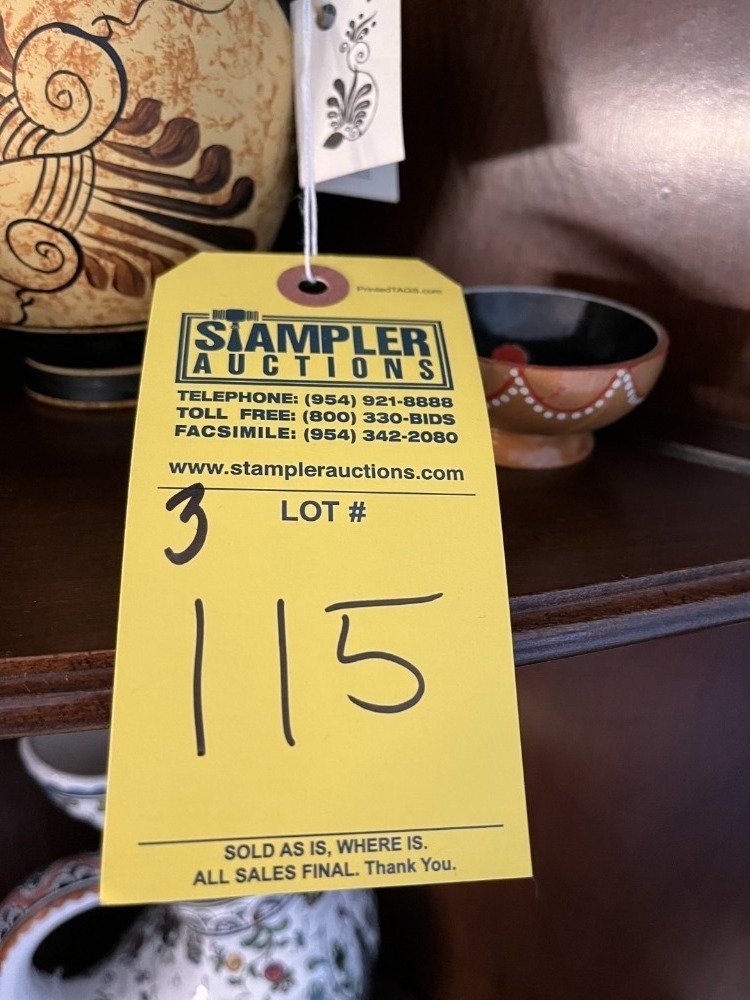 PrintedTAGS.com
STAMPLER
AUCTIONS
TELEPHONE: (954) 921-8888
TOLL FREE: (800) 330-BIDS
FACSIMILE: (954) 342-2080
www.stamplerauctions.com
3 LOT #
115
SOLD AS IS, WHERE IS.
ALL SALES FINAL. Thank You.